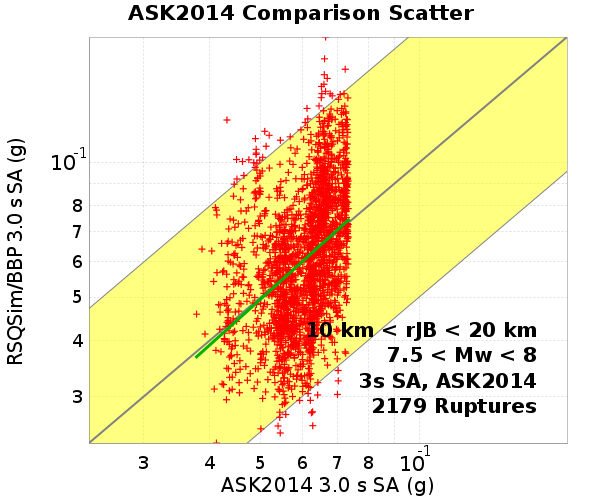 ASK2014 Comparison Scatter
RSQSim/BBP 3.0 s SA (g)
10⁻¹
8
7
6
5
4
3
10 km < rJB < 20 km
7.5 < Mw < 8
3s SA, ASK2014
2179 Ruptures
3 4 5 6 7 8 10⁻¹
ASK2014 3.0 s SA (g)